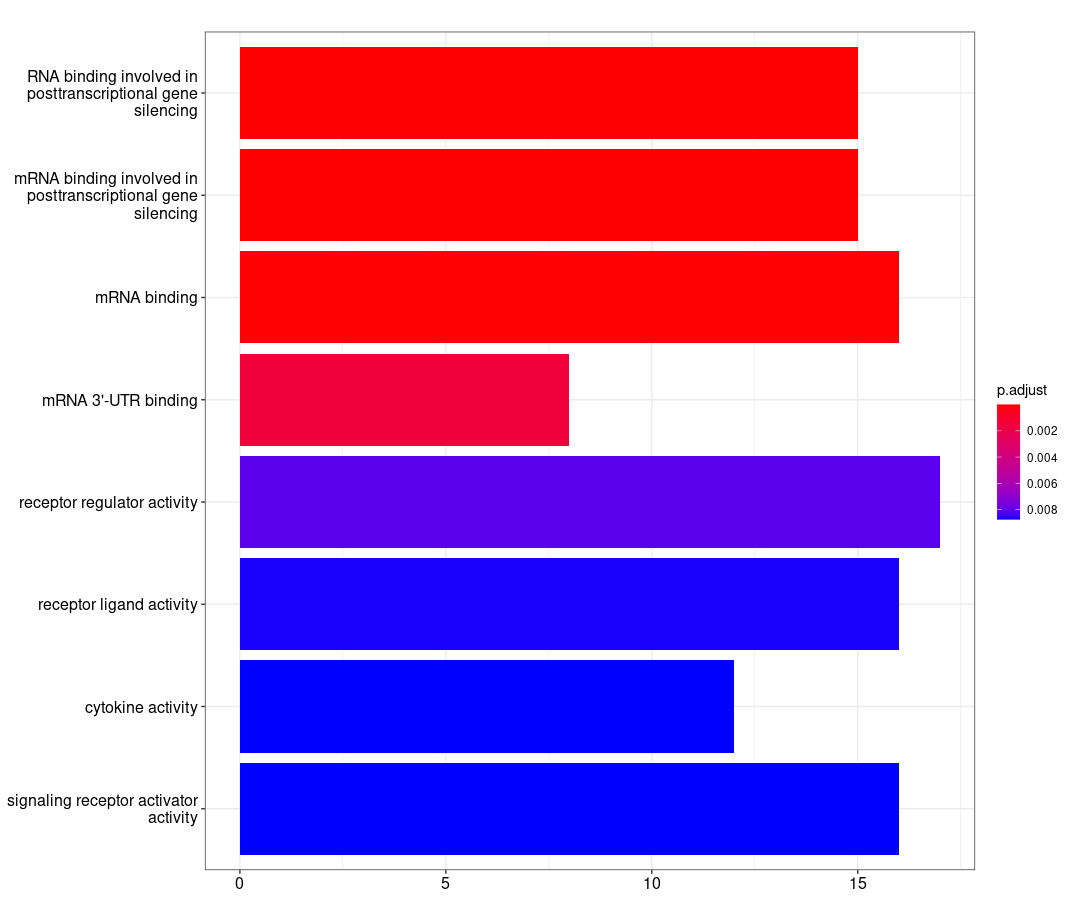 RNA binding involved in
posttranscriptional gene
silencing
mRNA binding involved in
posttranscriptional gene
silencing
mRNA binding
mRNA 3'-UTR binding
receptor regulator activity
receptor ligand activity
cytokine activity
signaling receptor activator
activity
0 5 10 15
p.adjust
0.002
0.004
0.006
0.008